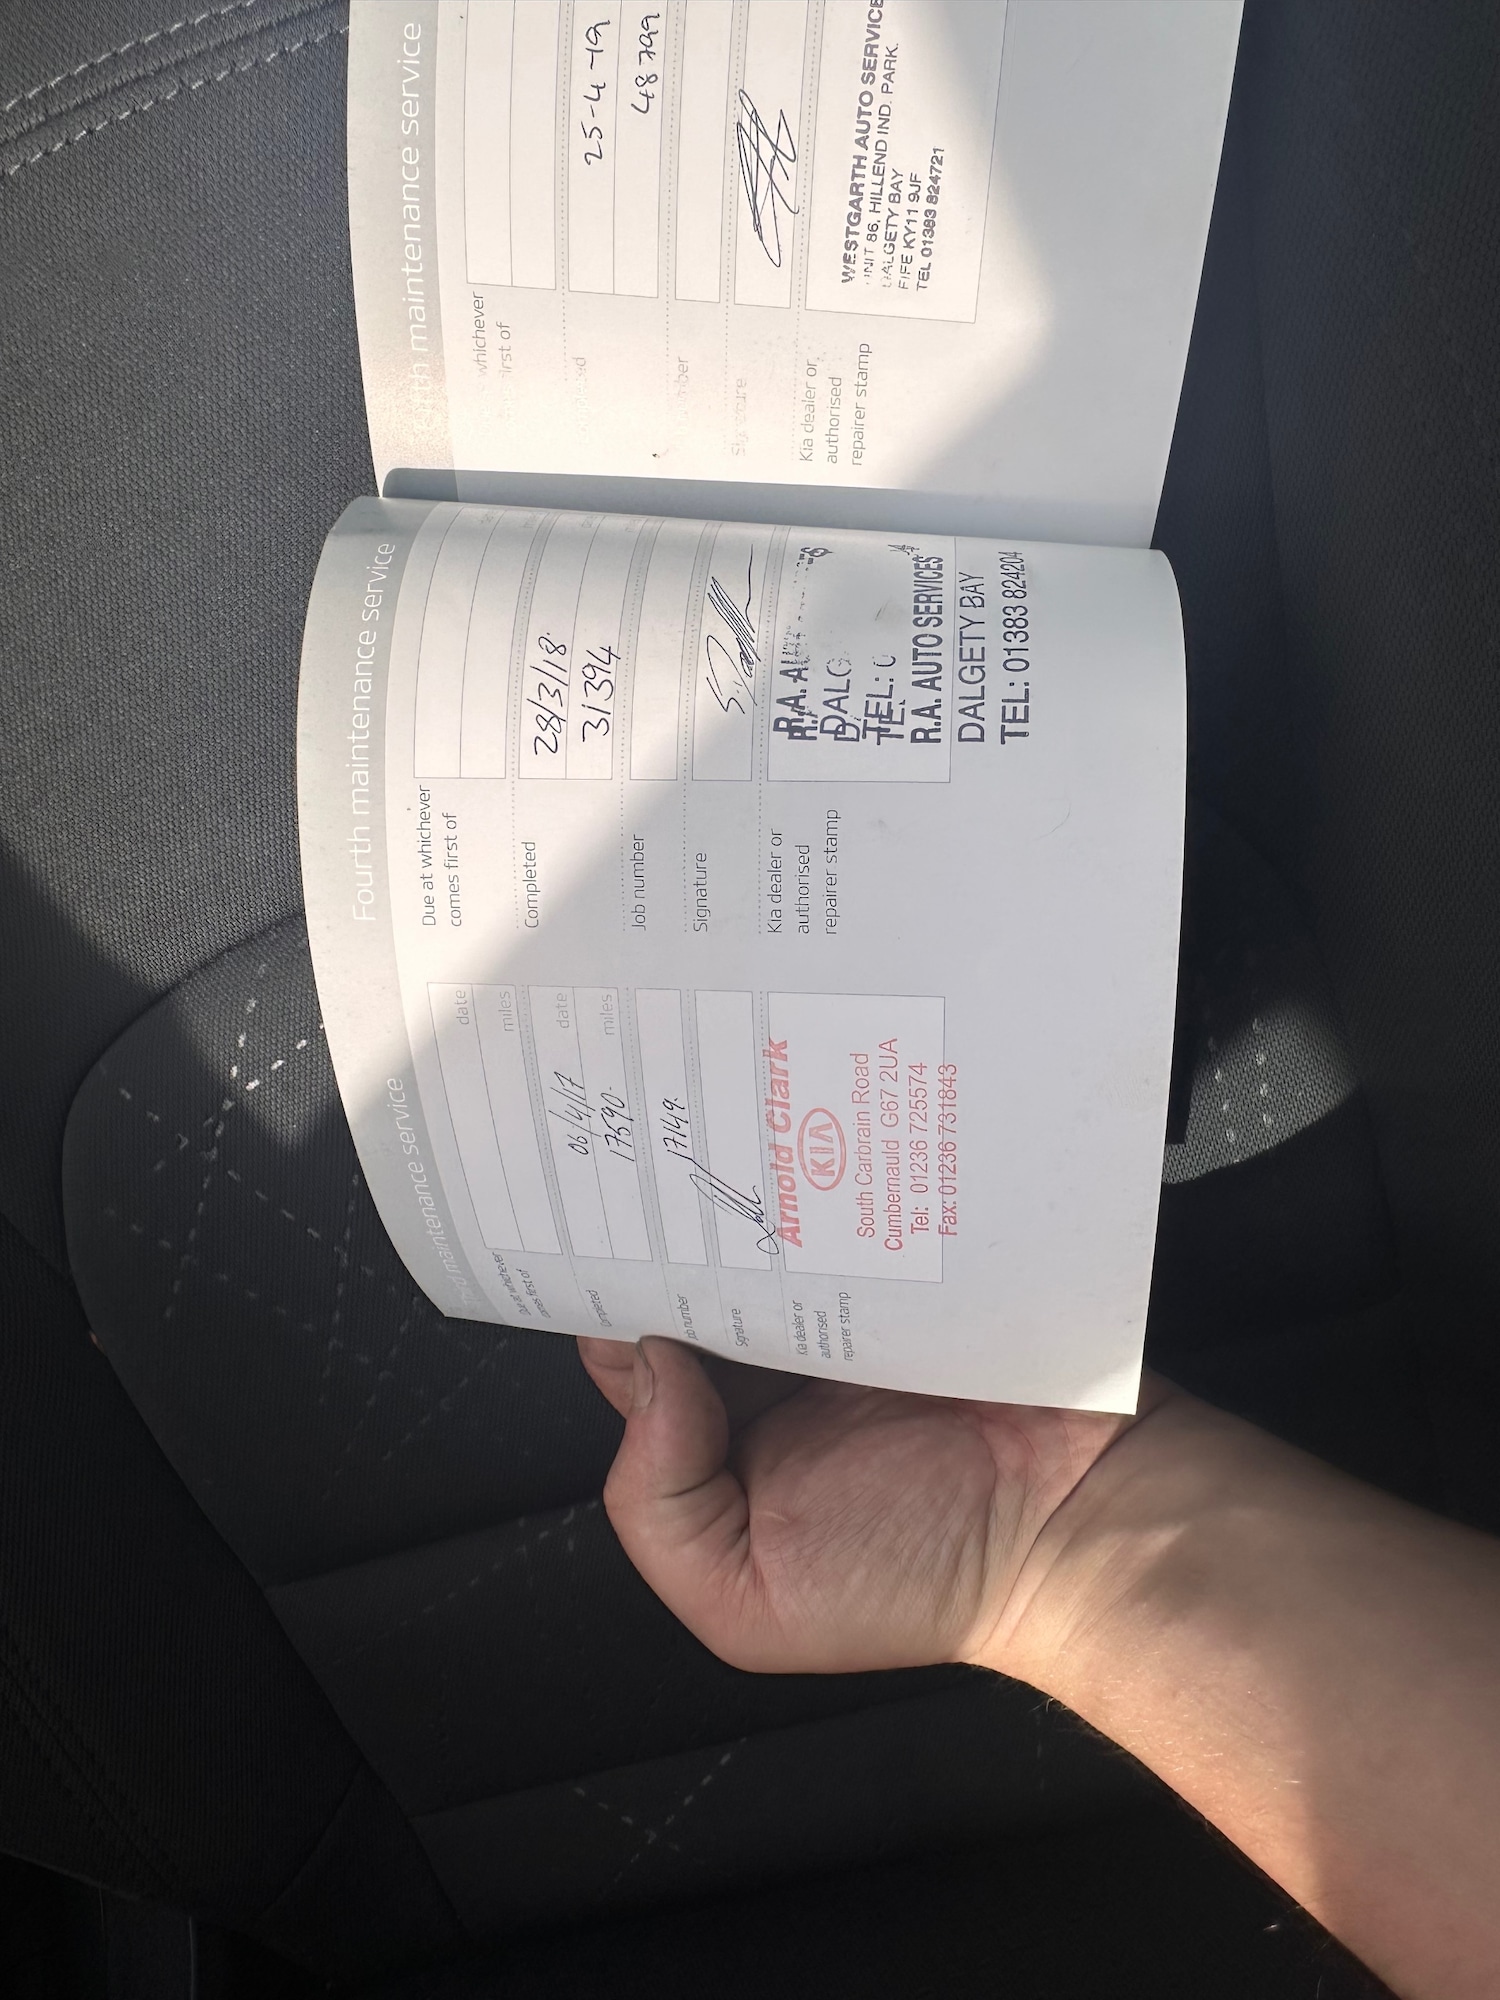 Third maintenance service
Due at whichever
comes first of
date
miles
Completed
06/4/17 date
17590. miles
Job number
17149.
Signature
Kia dealer or
authorised
repairer stamp
Arnold Clark
KIA
South Carbrain Road
Cumbernauld G67 2UA
Tel: 01236 725574
Fax: 01236 731843
Fourth maintenance service
Due at whichever
comes first of
Completed
28/3/18.
31394
Job number
Signature
Kia dealer or
authorised
repairer stamp
R.A.
DALG
TEL: 0
R.A. AUTO SERVICES
DALGETY BAY
TEL: 01383 824204
maintenance service
whichever
first of
25-4-19
48799
Signature
Kia dealer or
authorised
repairer stamp
WESTGARTH AUTO SERVICE
UNIT 86, HILLEND IND. PARK.
DALGETY BAY
FIFE KY11 9JF
TEL 01383 824721